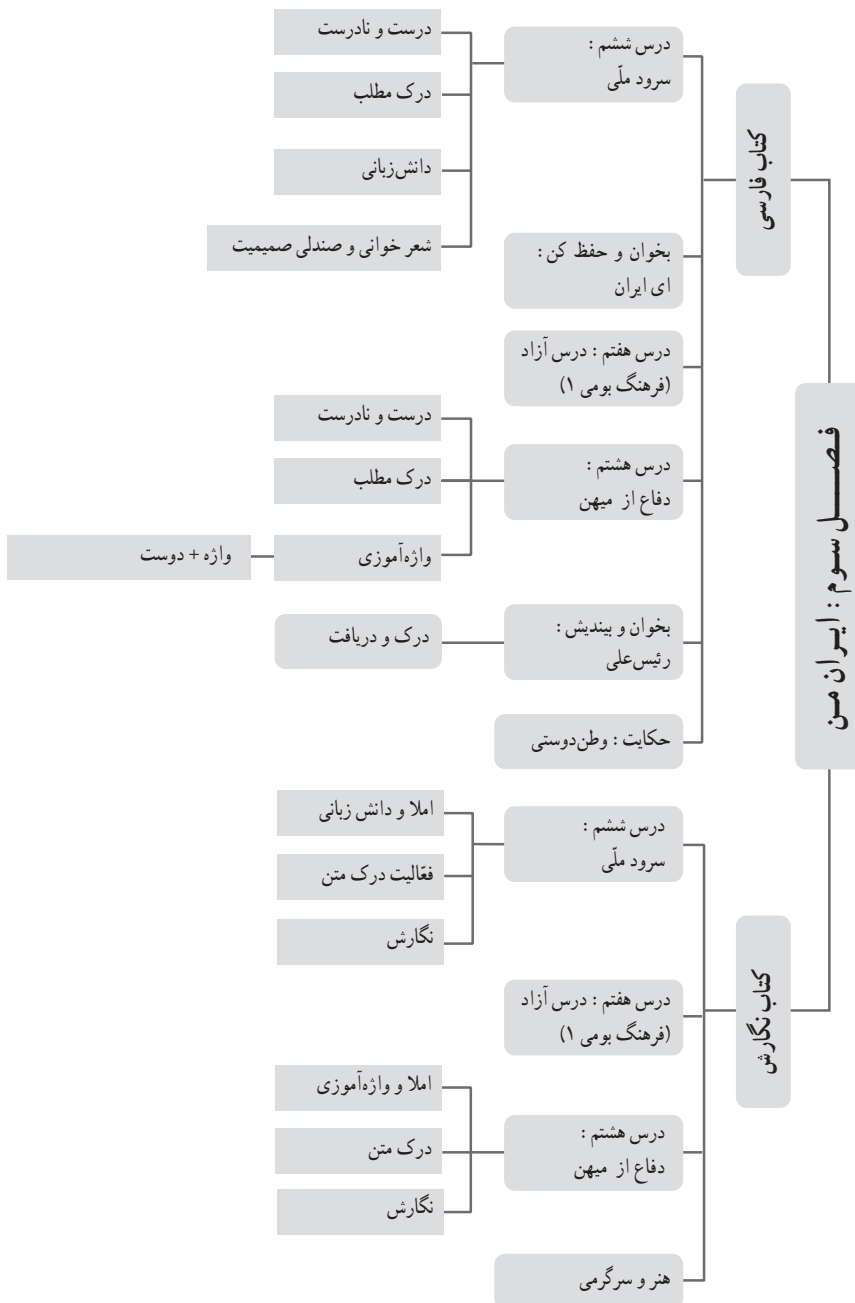 فصل سوم : ایران من
کتاب فارسی
درس ششم :
سرود ملّی
درست و نادرست
درک مطلب
دانش‌زبانی
شعر خوانی و صندلی صمیمیت
بخوان و حفظ کن :
ای ایران
درس هفتم : درس آزاد
(فرهنگ بومی ۱)
درس هشتم :
دفاع از میهن
درست و نادرست
درک مطلب
واژه‌آموزی
واژه + دوست
بخوان و بیندیش :
رئیس‌علی
درک و دریافت
حکایت : وطن‌دوستی
کتاب نگارش
درس ششم :
سرود ملّی
املا و دانش زبانی
فعّالیت درک متن
نگارش
درس هفتم : درس آزاد
(فرهنگ بومی ۱)
درس هشتم :
دفاع از میهن
املا و واژه‌آموزی
درک متن
نگارش
هنر و سرگرمی